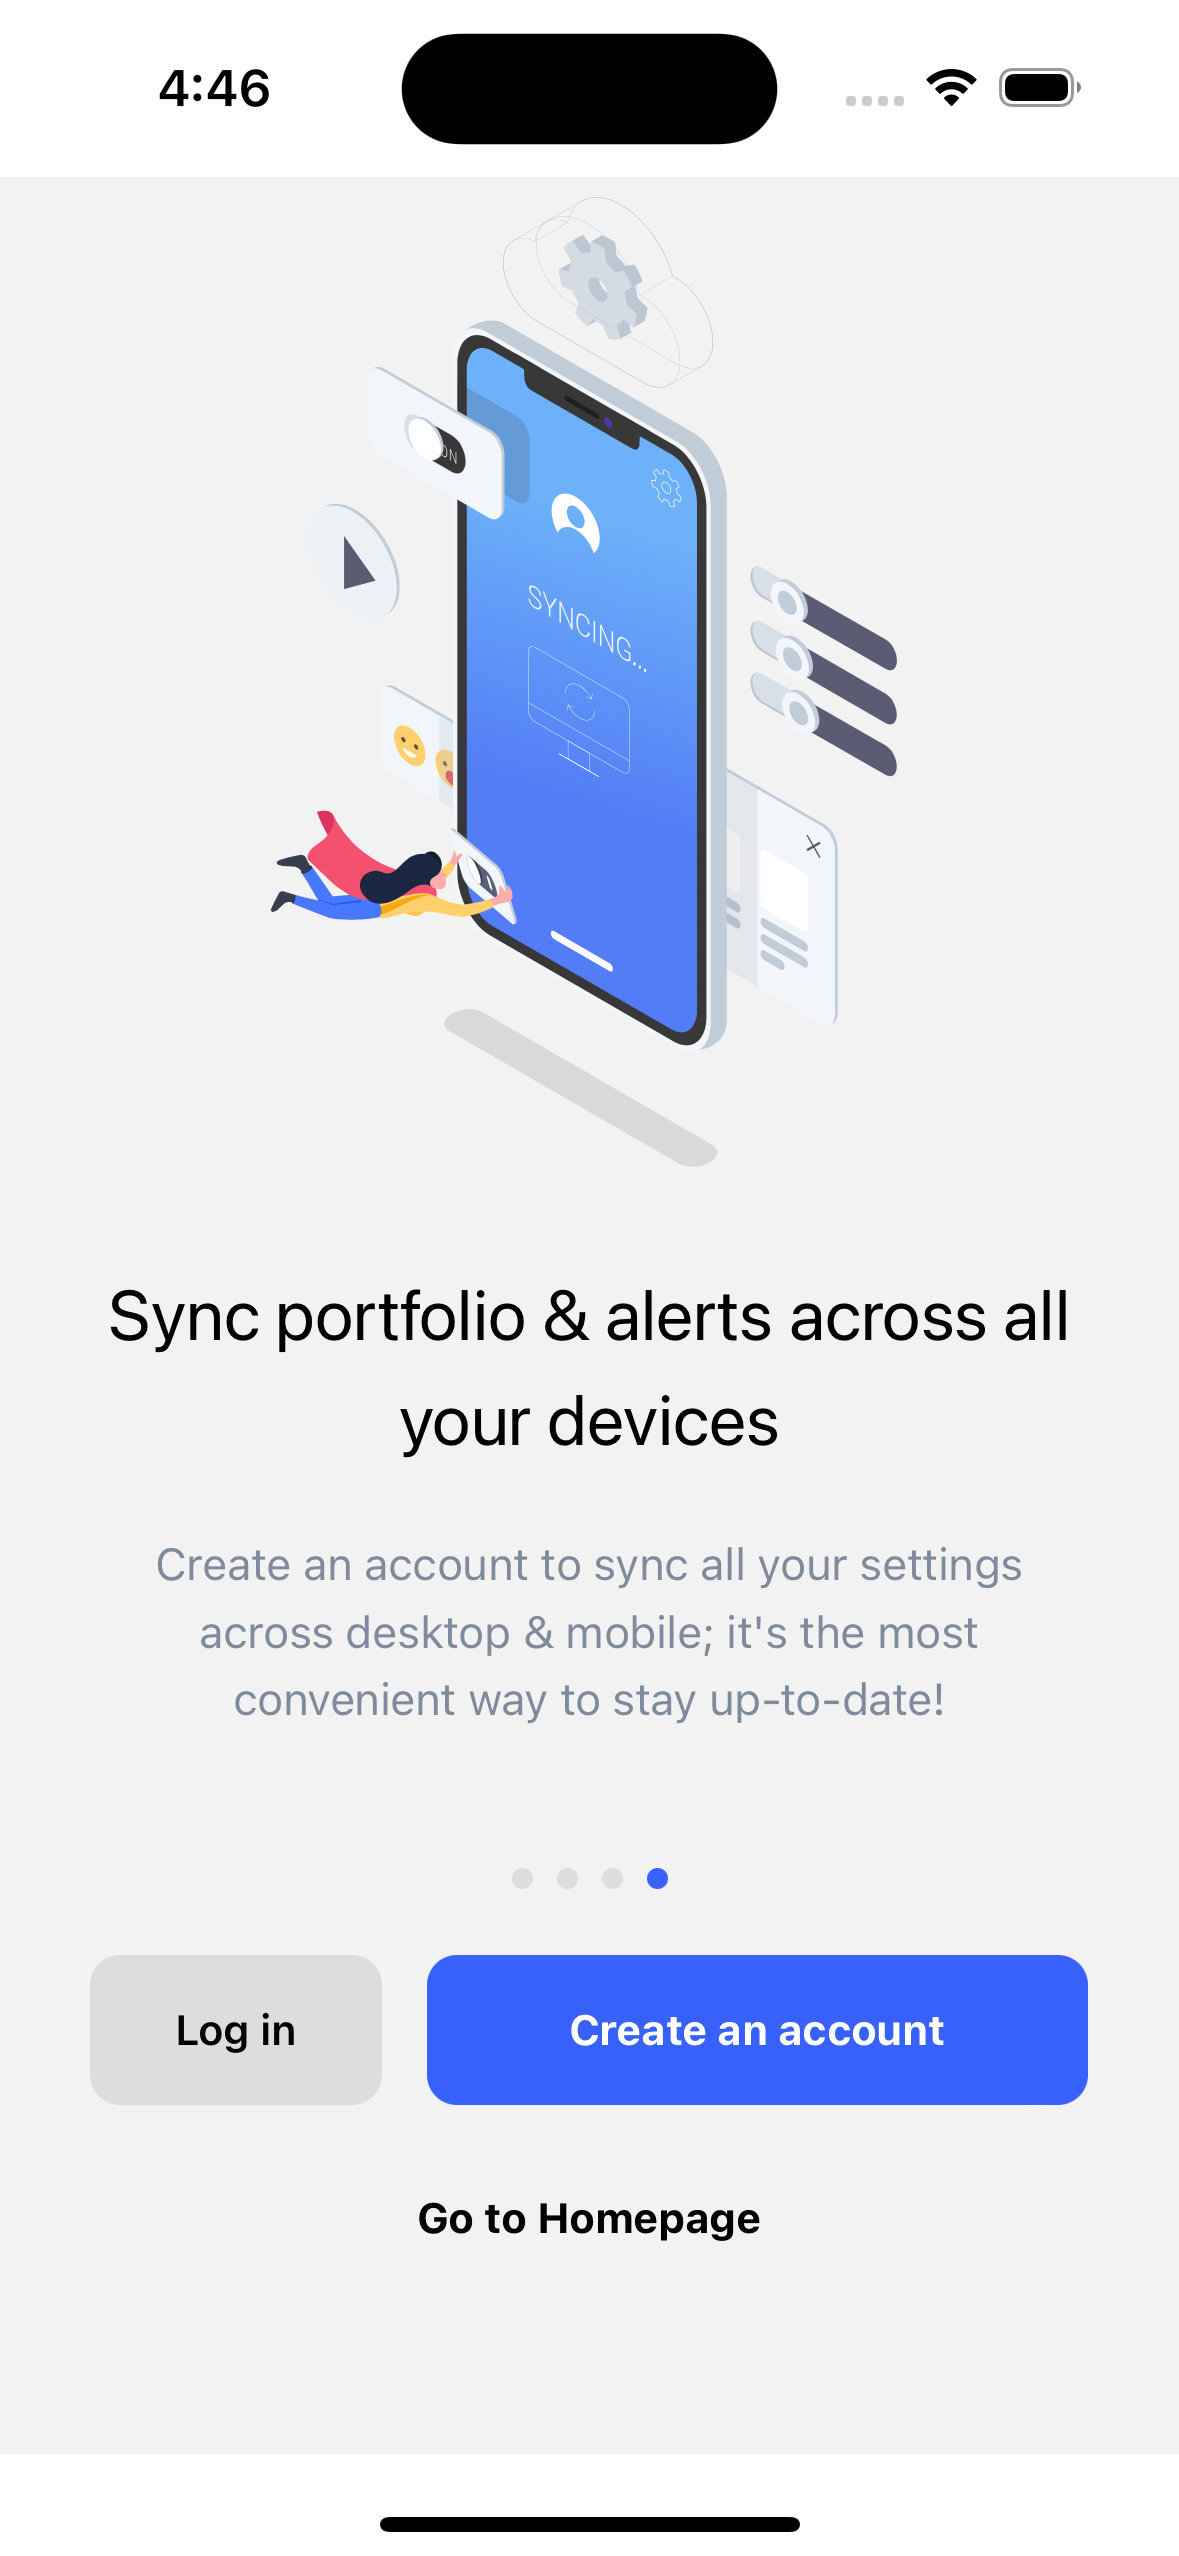 4:46
ON
SYNCING...
Sync portfolio & alerts across all
your devices
Create an account to sync all your settings
across desktop & mobile; it's the most
convenient way to stay up-to-date!
Log in
Create an account
Go to Homepage